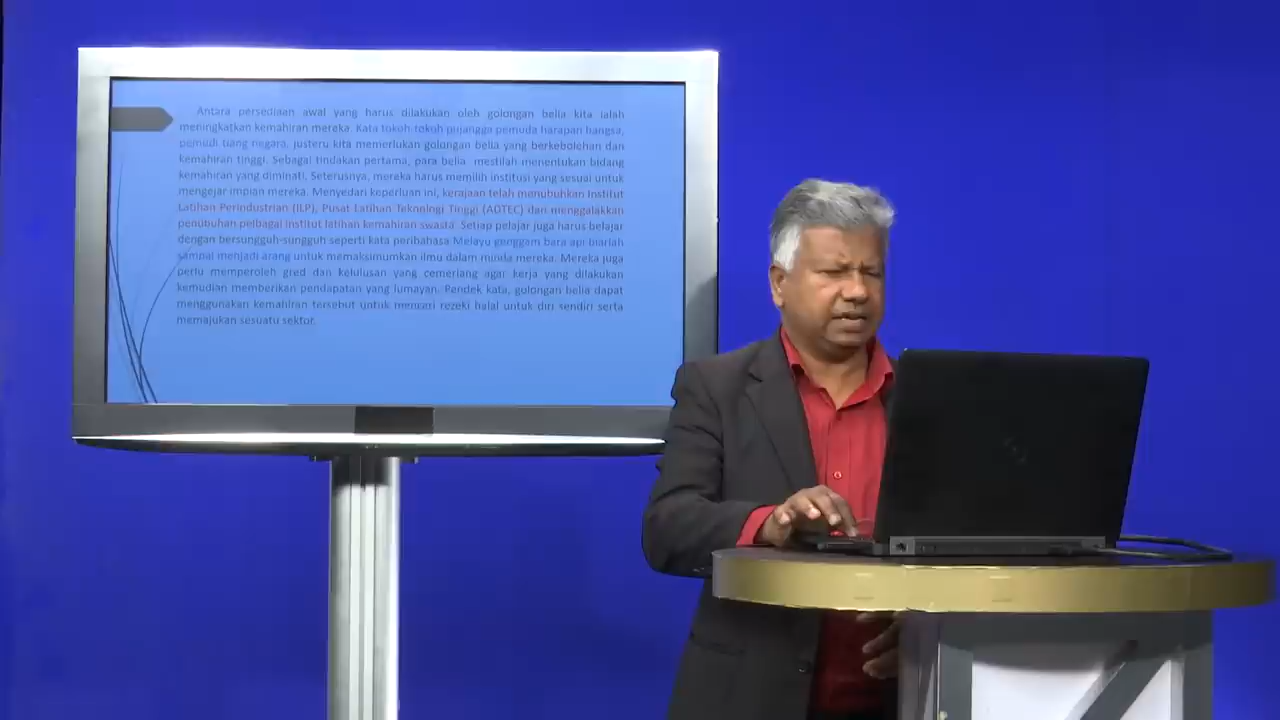 Antara persediaan awal yang harus dilakukan oleh golongan belia kita ialah
meningkatkan kemahiran mereka. Kata tokoh-tokoh pujangga pemuda harapan bangsa,
pemudi tiang negara, justeru kita memerlukan golongan belia yang berkebolehan dan
kemahiran tinggi. Sebagai tindakan pertama, para belia mestilah menentukan bidang
kemahiran yang diminati. Seterusnya, mereka harus memilih institusi yang sesuai untuk
mengejar impian mereka. Menyedari keperluan ini, kerajaan telah menubuhkan Institut
Latihan Perindustrian (ILP), Pusat Latihan Teknologi Tinggi (ADTEC) dan menggalakkan
penubuhan pelbagai institut latihan kemahiran swasta. Setiap pelajar juga harus belajar
dengan bersungguh-sungguh seperti kata peribahasa Melayu genggam bara api biarlah
sampai menjadi arang untuk memaksimumkan ilmu dalam minda mereka. Mereka juga
perlu memperoleh gred dan kelulusan yang cemerlang agar kerja yang dilakukan
kemudian memberikan pendapatan yang lumayan. Pendek kata, golongan belia dapat
menggunakan kemahiran tersebut untuk mencari rezeki halal untuk diri sendiri serta
memajukan sesuatu sektor.